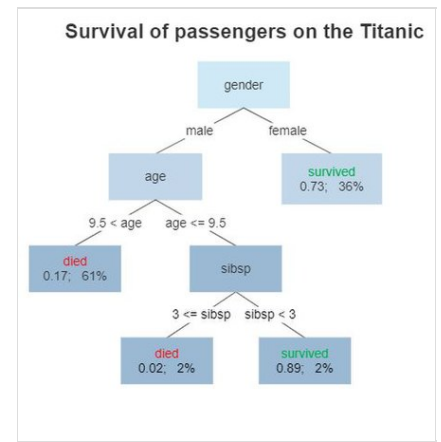 Survival of passengers on the Titanic
gender
male
female
age
survived
0.73; 36%
9.5 < age
age <= 9.5
died
0.17; 61%
sibsp
3 <= sibsp
sibsp < 3
died
0.02; 2%
survived
0.89; 2%